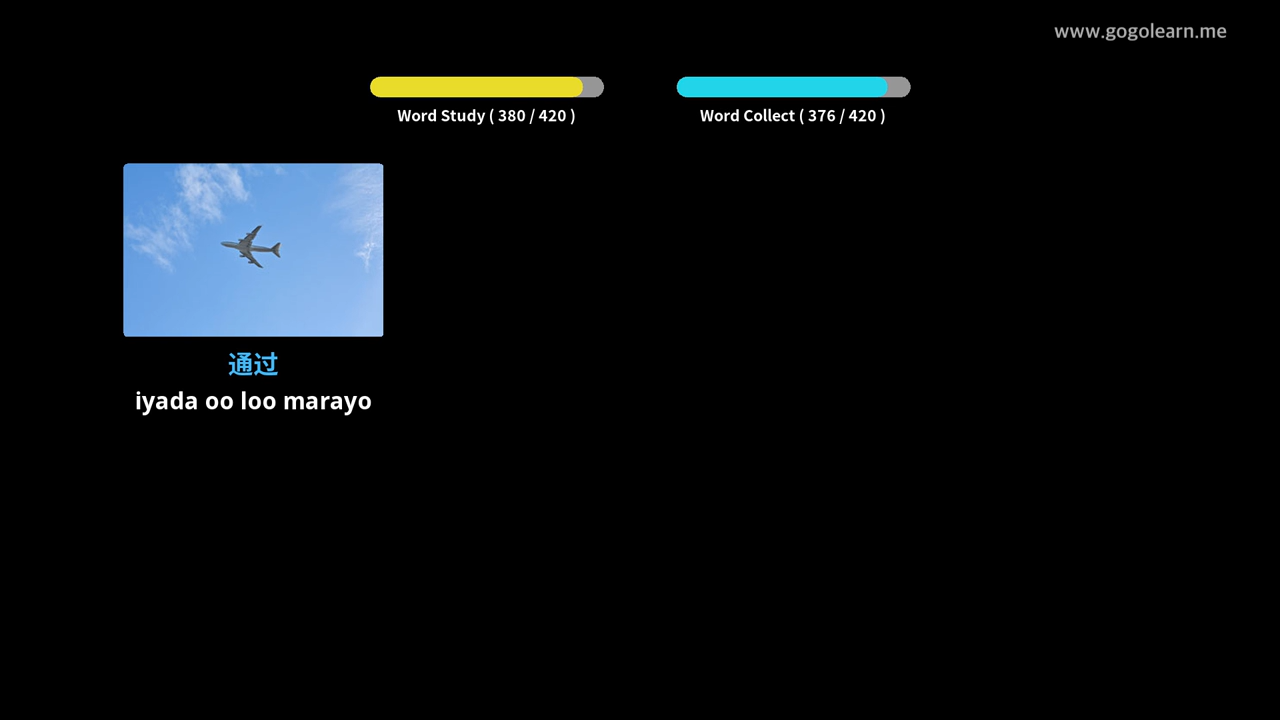 www.gogolearn.me
Word Study ( 380 / 420 )
Word Collect ( 376 / 420 )
通过
iyada oo loo marayo